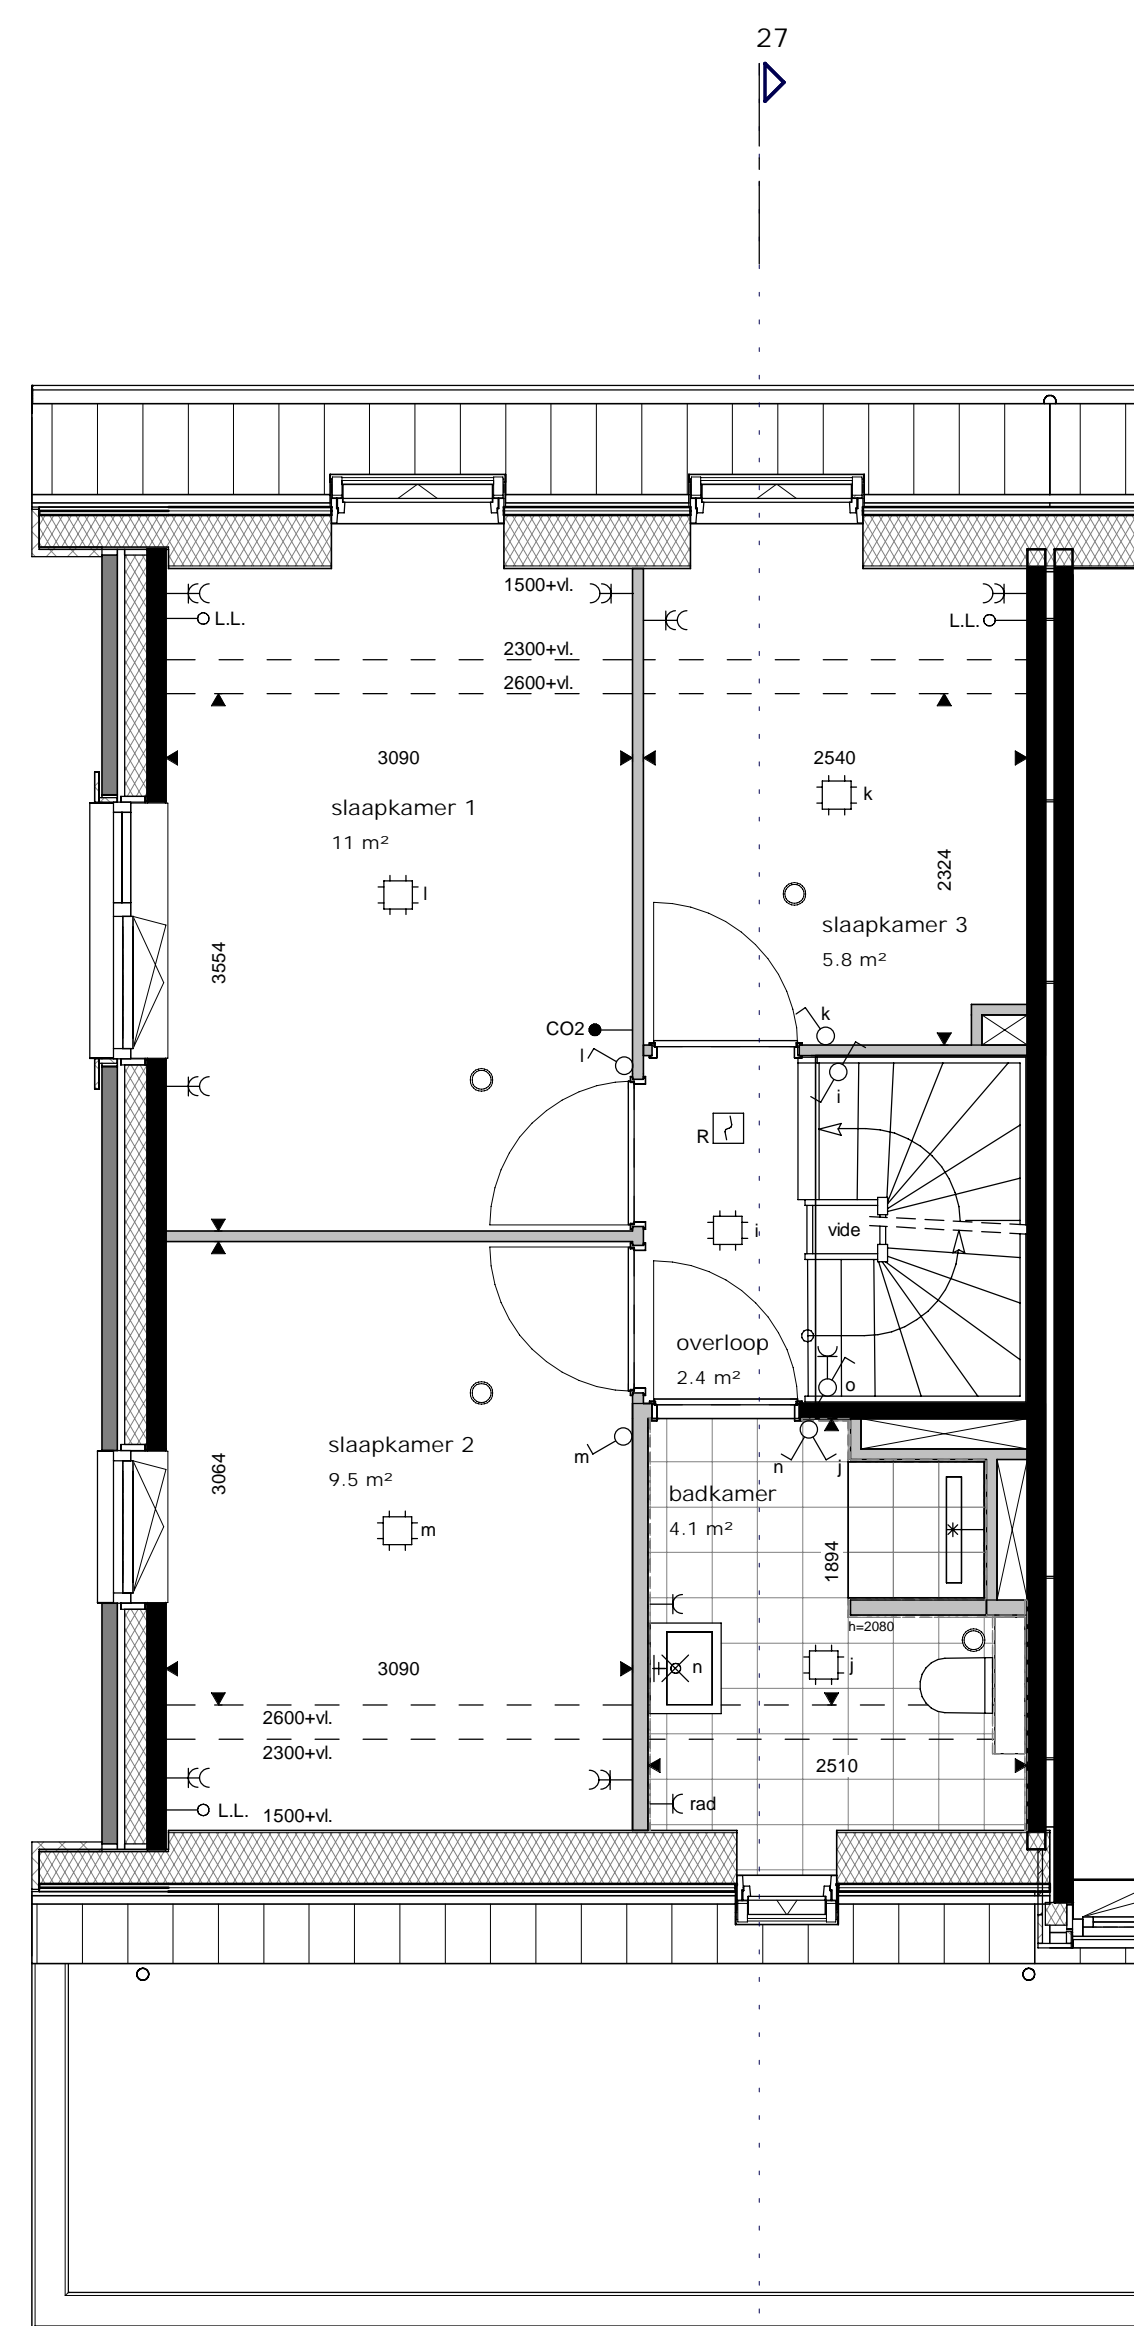 27
1500+vl.
L.L.
L.L.
2300+vl.
2600+vl.
3090
2540
slaapkamer 1
11 m²
k
l
2324
slaapkamer 3
5.8 m²
3554
CO2
k
l
i
R
i
vide
overloop
2.4 m²
o
m
n
j
slaapkamer 2
9.5 m²
3064
badkamer
4.1 m²
m
1894
h=2080
3090
n
j
2600+vl.
2300+vl.
2510
L.L.
1500+vl.
rad